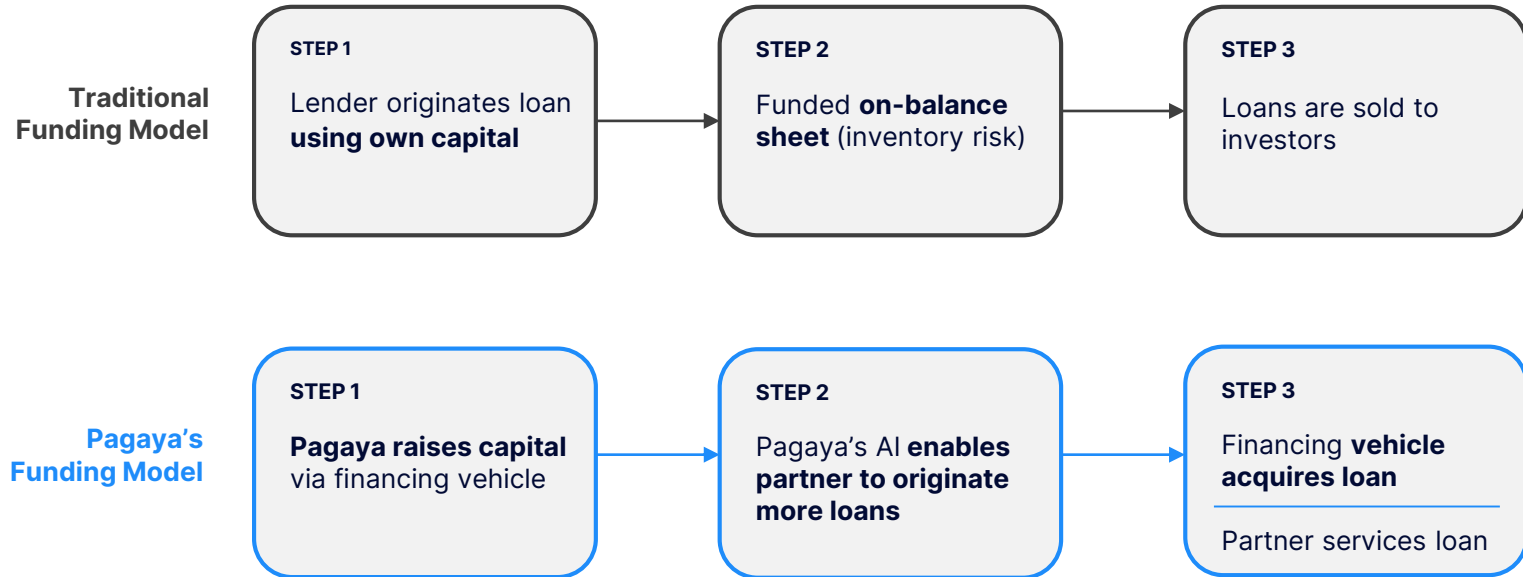 Traditional
Funding Model
STEP 1
Lender originates loan
using own capital
STEP 2
Funded on-balance
sheet (inventory risk)
STEP 3
Loans are sold to
investors
Pagaya’s
Funding Model
STEP 1
Pagaya raises capital
via financing vehicle
STEP 2
Pagaya’s AI enables
partner to originate
more loans
STEP 3
Financing vehicle
acquires loan
Partner services loan